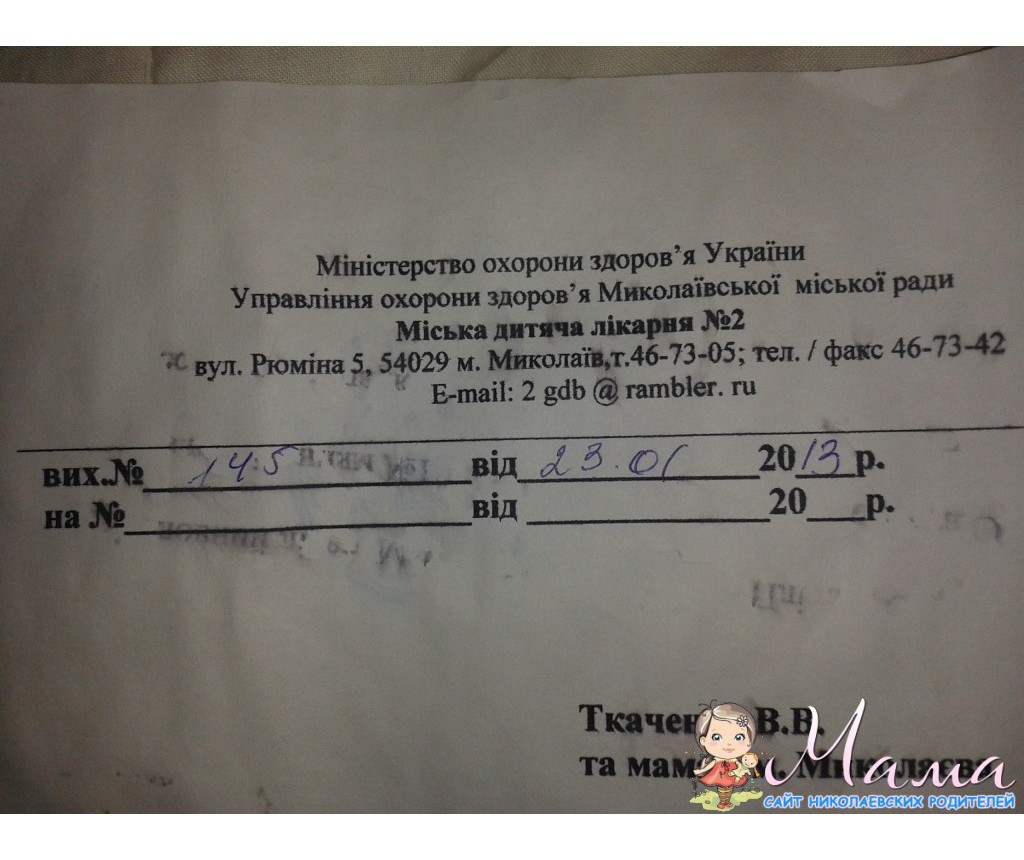 Міністерство охорони здоров’я України
Управління охорони здоров’я Миколаївської міської ради
Міська дитяча лікарня №2
вул. Рюміна 5, 54029 м. Миколаїв,т.46-73-05; тел. / факс 46-73-42
E-mail: 2 gdb @ rambler. ru
вих.№ 145 від 23.01 2013 р.
на № від 20 р.
В.В.
та
Мама
САЙТ НИКОЛАЕВСКИХ РОДИТЕЛЕЙ